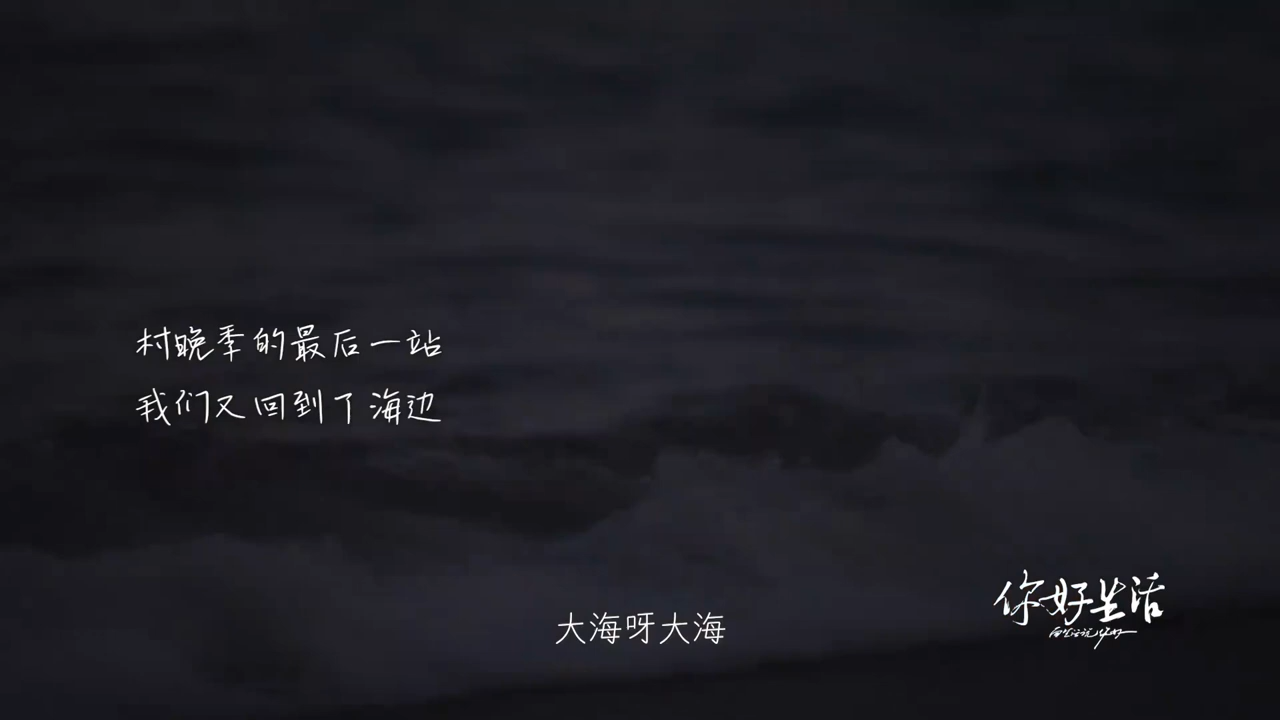 村晚季的最后一站
我们又回到了海边
你好生活
大海呀大海